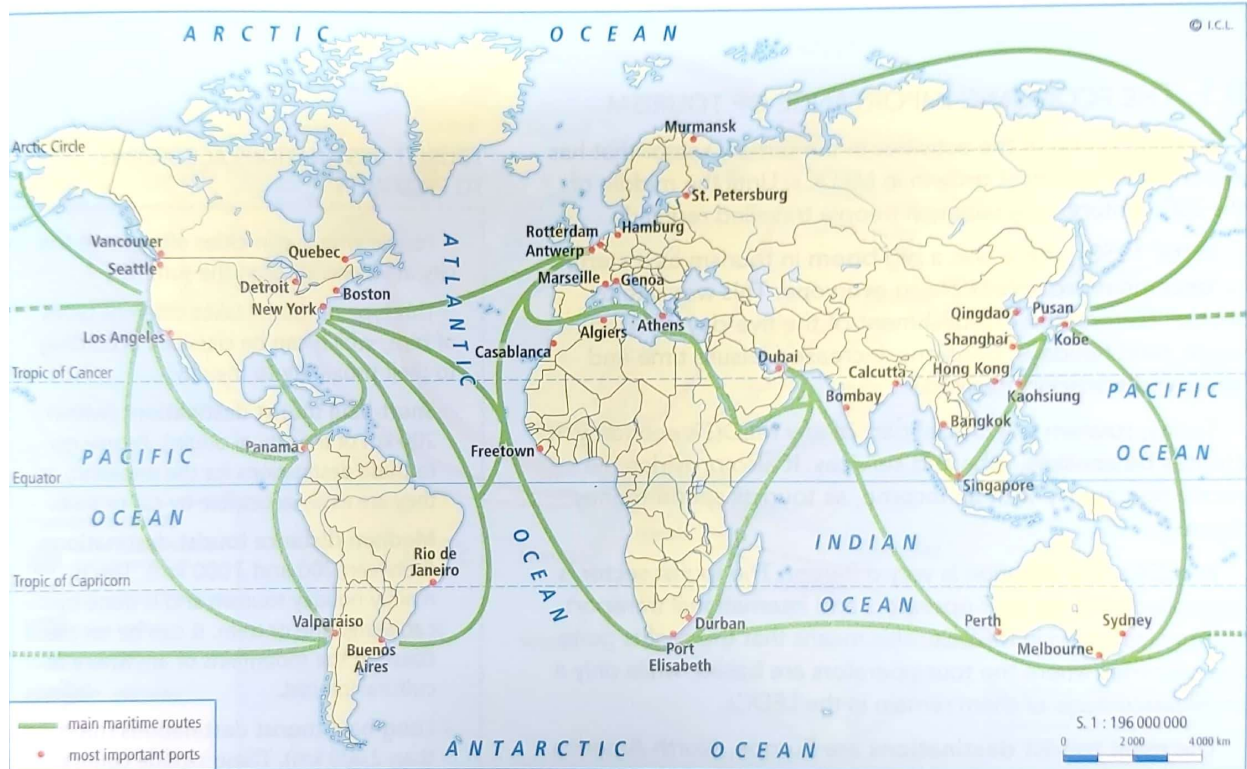 ARCTIC OCEAN
© I.C.L.
Murmansk
Arctic Circle
St. Petersburg
Rotterdam
Hamburg
Antwerp
Vancouver
Seattle
Quebec
Marseille
Genoa
Detroit
Boston
New York
ATLANTIC
OCEAN
Los Angeles
Algiers
Athens
Casablanca
Qingdao
Pusan
Shanghai
Kobe
Dubai
Calcutta
Hong Kong
Tropic of Cancer
Bombay
Kaohsiung
PACIFIC
OCEAN
Bangkok
Panama
Freetown
PACIFIC
OCEAN
Equator
Singapore
INDIAN
OCEAN
Rio de
Janeiro
Tropic of Capricorn
Valparaiso
Buenos
Aires
Durban
Port
Elisabeth
Perth
Sydney
Melbourne
main maritime routes
most important ports
S. 1 : 196 000 000
0 2 000 4 000 km
ANTARCTIC OCEAN